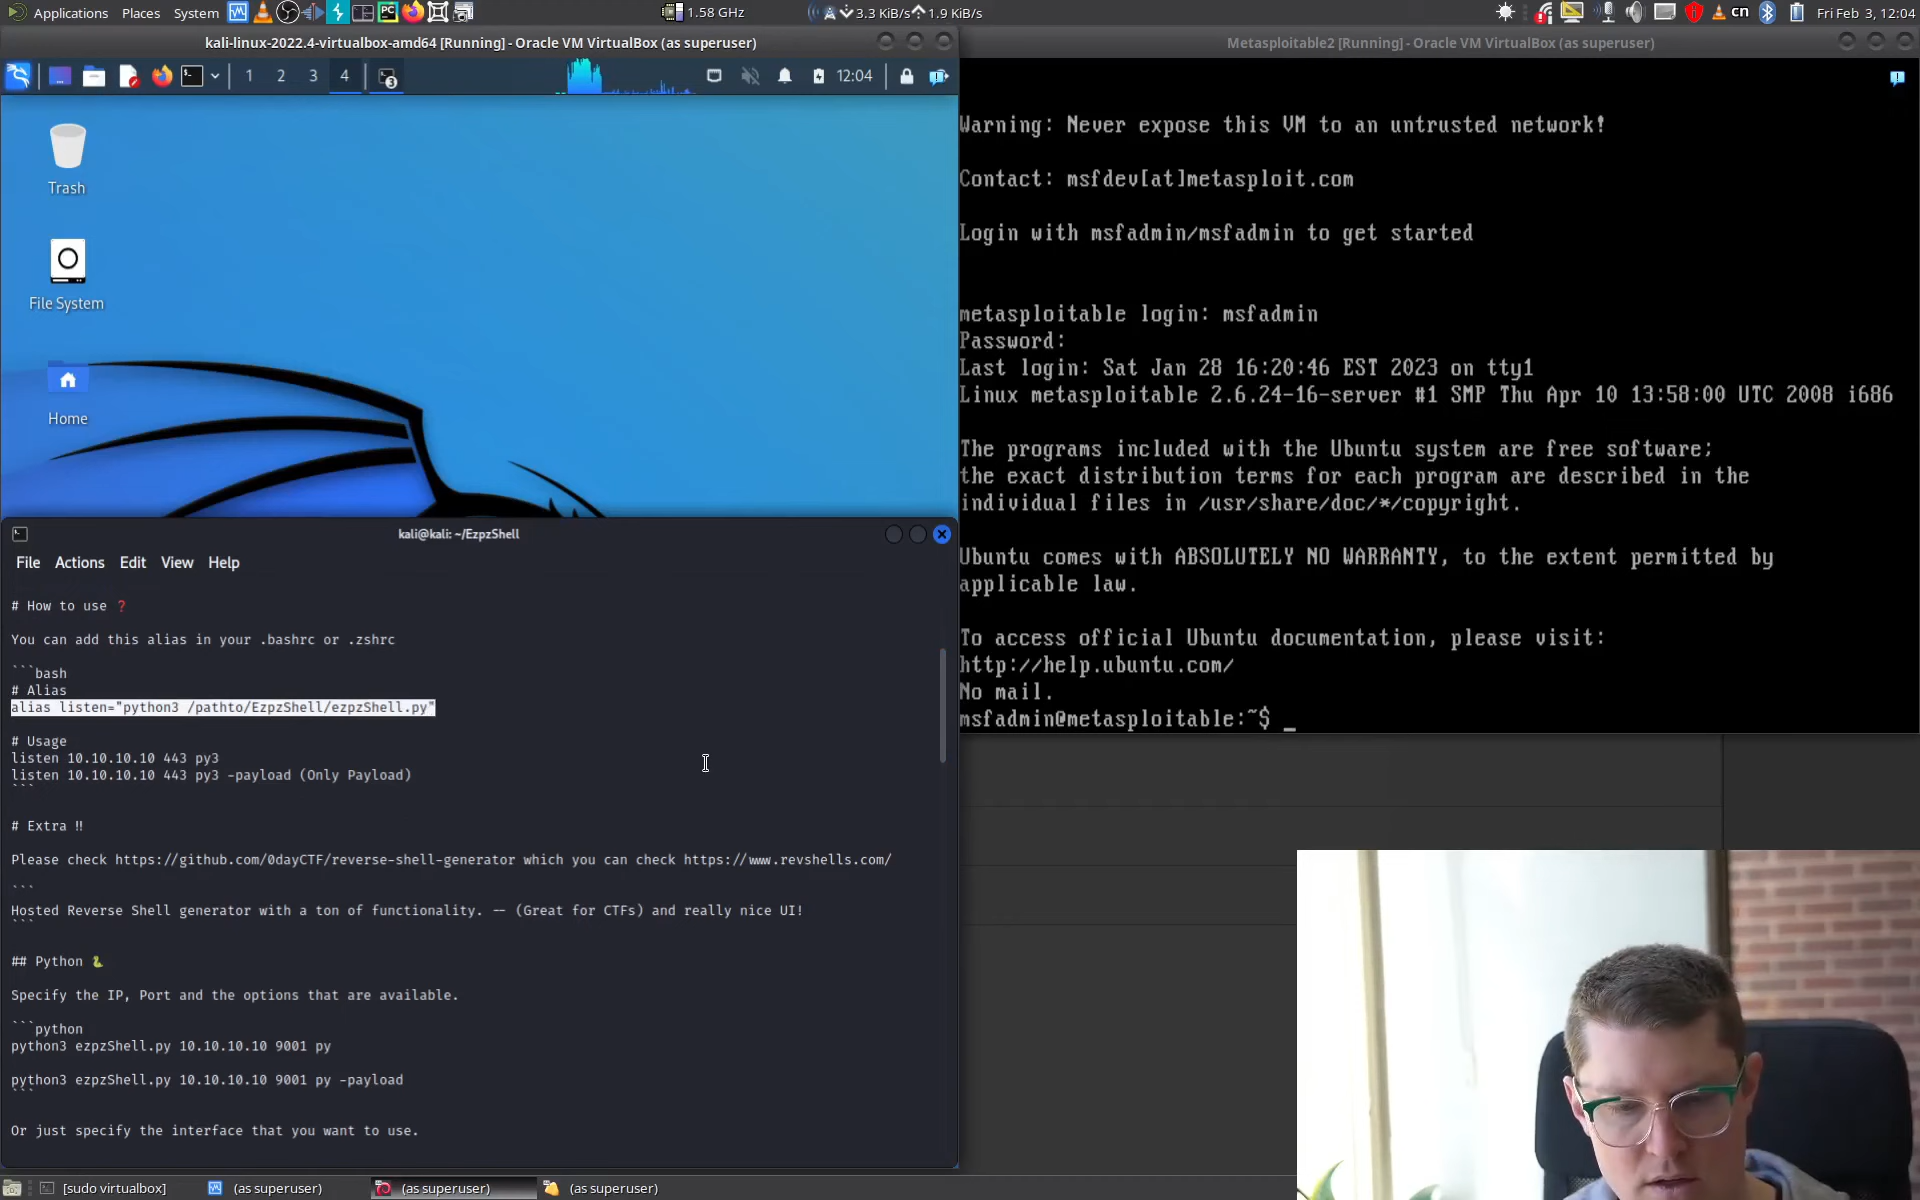 Applications Places System 1.58 GHz 3.3 KiB/s 1.9 KiB/s cn Fri Feb 3, 12:04
kali-linux-2022.4-virtualbox-amd64 [Running] - Oracle VM VirtualBox (as superuser)
1 2 3 4 3 12:04
Trash
File System
Home
kali@kali: ~/EzpzShell
File Actions Edit View Help
# How to use ❓
You can add this alias in your .bashrc or .zshrc
```bash
# Alias
alias listen="python3 /pathto/EzpzShell/ezpzShell.py"
# Usage
listen 10.10.10.10 443 py3
listen 10.10.10.10 443 py3 -payload (Only Payload)
```
# Extra ‼
Please check https://github.com/0dayCTF/reverse-shell-generator which you can check https://www.revshells.com/
```
Hosted Reverse Shell generator with a ton of functionality. -- (Great for CTFs) and really nice UI!
```
## Python 🐍
Specify the IP, Port and the options that are available.
```python
python3 ezpzShell.py 10.10.10.10 9001 py
python3 ezpzShell.py 10.10.10.10 9001 py -payload
```
Or just specify the interface that you want to use.
Metasploitable2 [Running] - Oracle VM VirtualBox (as superuser)
Warning: Never expose this VM to an untrusted network!
Contact: msfdev[at]metasploit.com
Login with msfadmin/msfadmin to get started
metasploitable login: msfadmin
Password:
Last login: Sat Jan 28 16:20:46 EST 2023 on tty1
Linux metasploitable 2.6.24-16-server #1 SMP Thu Apr 10 13:58:00 UTC 2008 i686
The programs included with the Ubuntu system are free software;
the exact distribution terms for each program are described in the
individual files in /usr/share/doc/*/copyright.
Ubuntu comes with ABSOLUTELY NO WARRANTY, to the extent permitted by
applicable law.
To access official Ubuntu documentation, please visit:
http://help.ubuntu.com/
No mail.
msfadmin@metasploitable:~$ _
[sudo virtualbox] (as superuser) (as superuser) (as superuser)